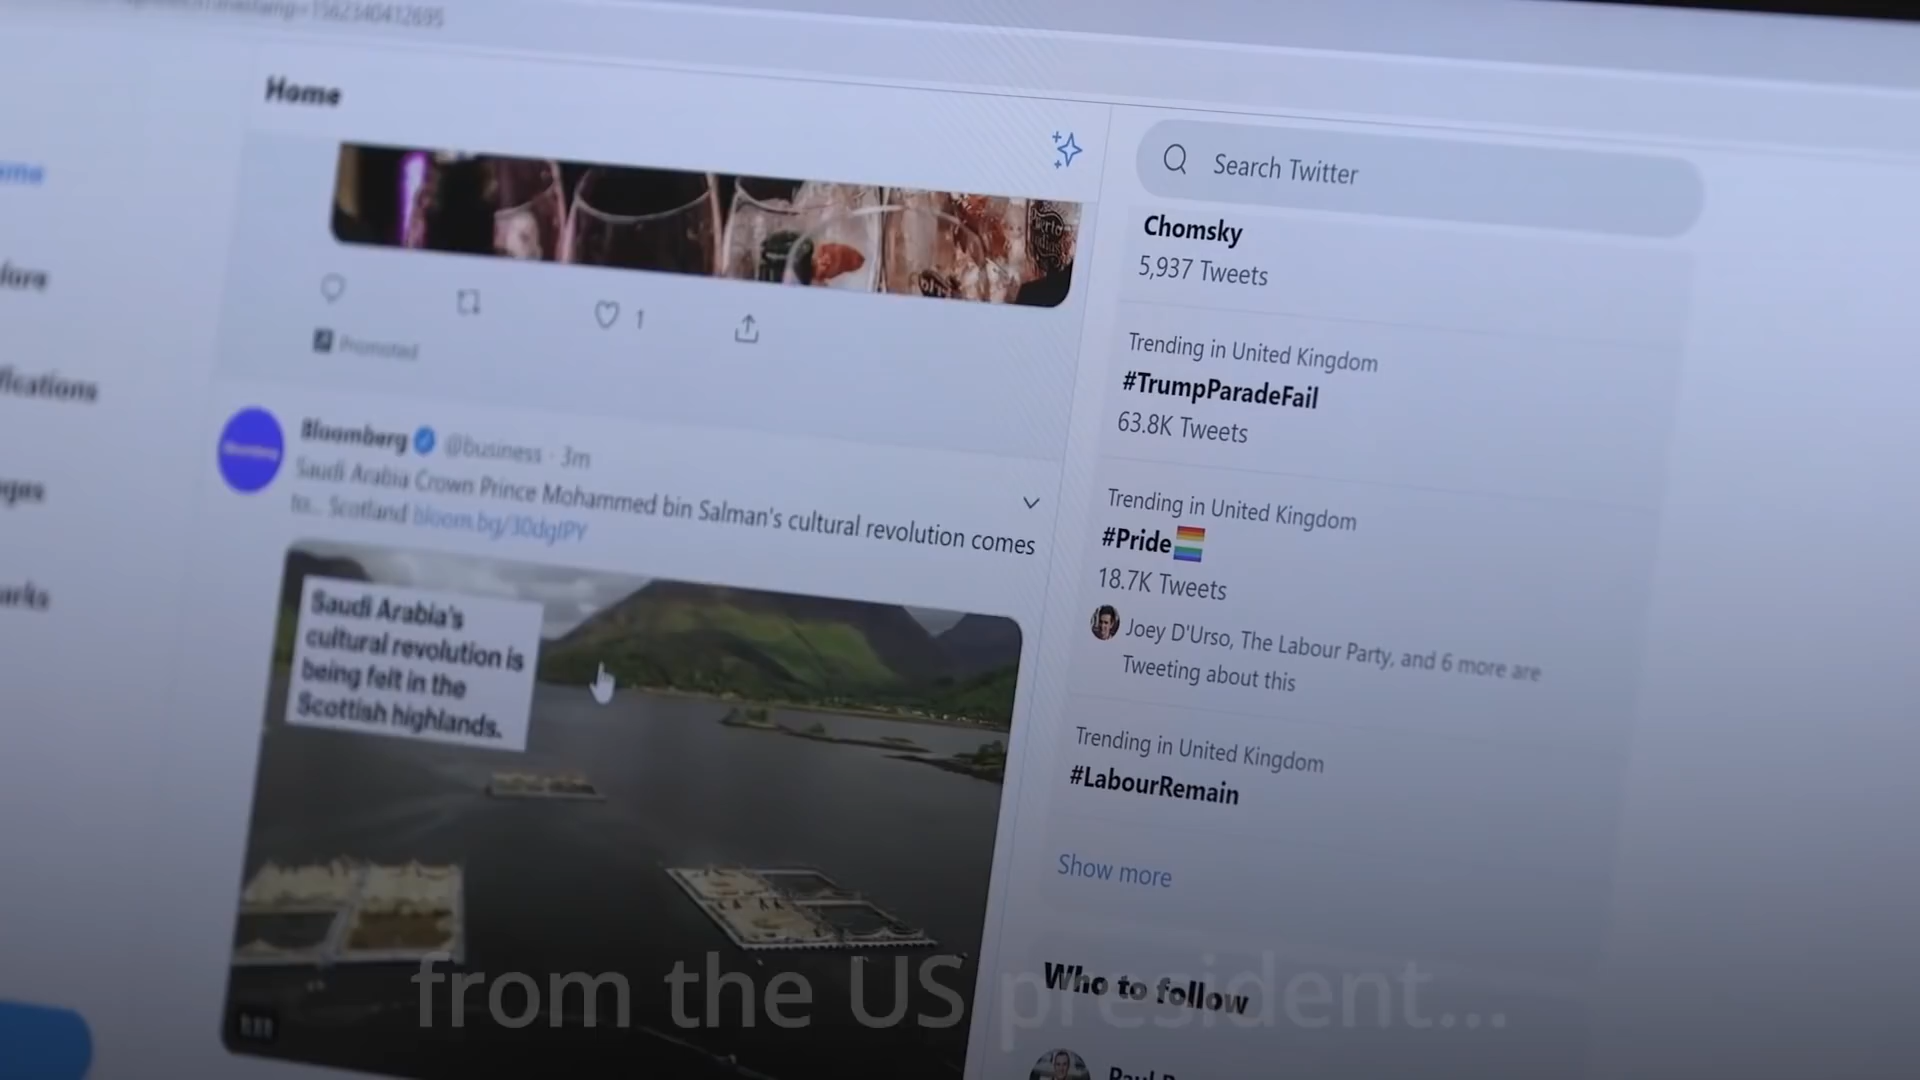 1562340412695
Home
Search Twitter
Chomsky
5,937 Tweets
Trending in United Kingdom
#TrumpParadeFail
63.8K Tweets
Trending in United Kingdom
#Pride
18.7K Tweets
Joey D'Urso, The Labour Party, and 6 more are
Tweeting about this
Trending in United Kingdom
#LabourRemain
Show more
Who to follow
1
Promoted
Bloomberg @business · 3m
Saudi Arabia Crown Prince Mohammed bin Salman's cultural revolution comes
to... Scotland bloom.bg/30dgIPY
Saudi Arabia's
cultural revolution is
being felt in the
Scottish highlands.
from the US president...